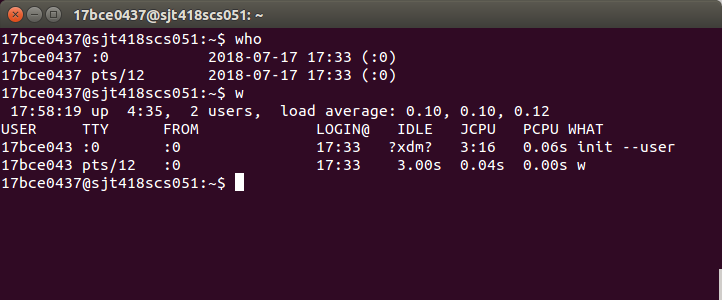 17bce0437@sjt418scs051: ~
17bce0437@sjt418scs051:~$ who
17bce0437 :0           2018-07-17 17:33 (:0)
17bce0437 pts/12       2018-07-17 17:33 (:0)
17bce0437@sjt418scs051:~$ w
 17:58:19 up  4:35,  2 users,  load average: 0.10, 0.10, 0.12
USER     TTY      FROM             LOGIN@   IDLE   JCPU   PCPU WHAT
17bce043 :0       :0               17:33   ?xdm?   3:16   0.06s init --user
17bce043 pts/12   :0               17:33    3.00s  0.04s  0.00s w
17bce0437@sjt418scs051:~$